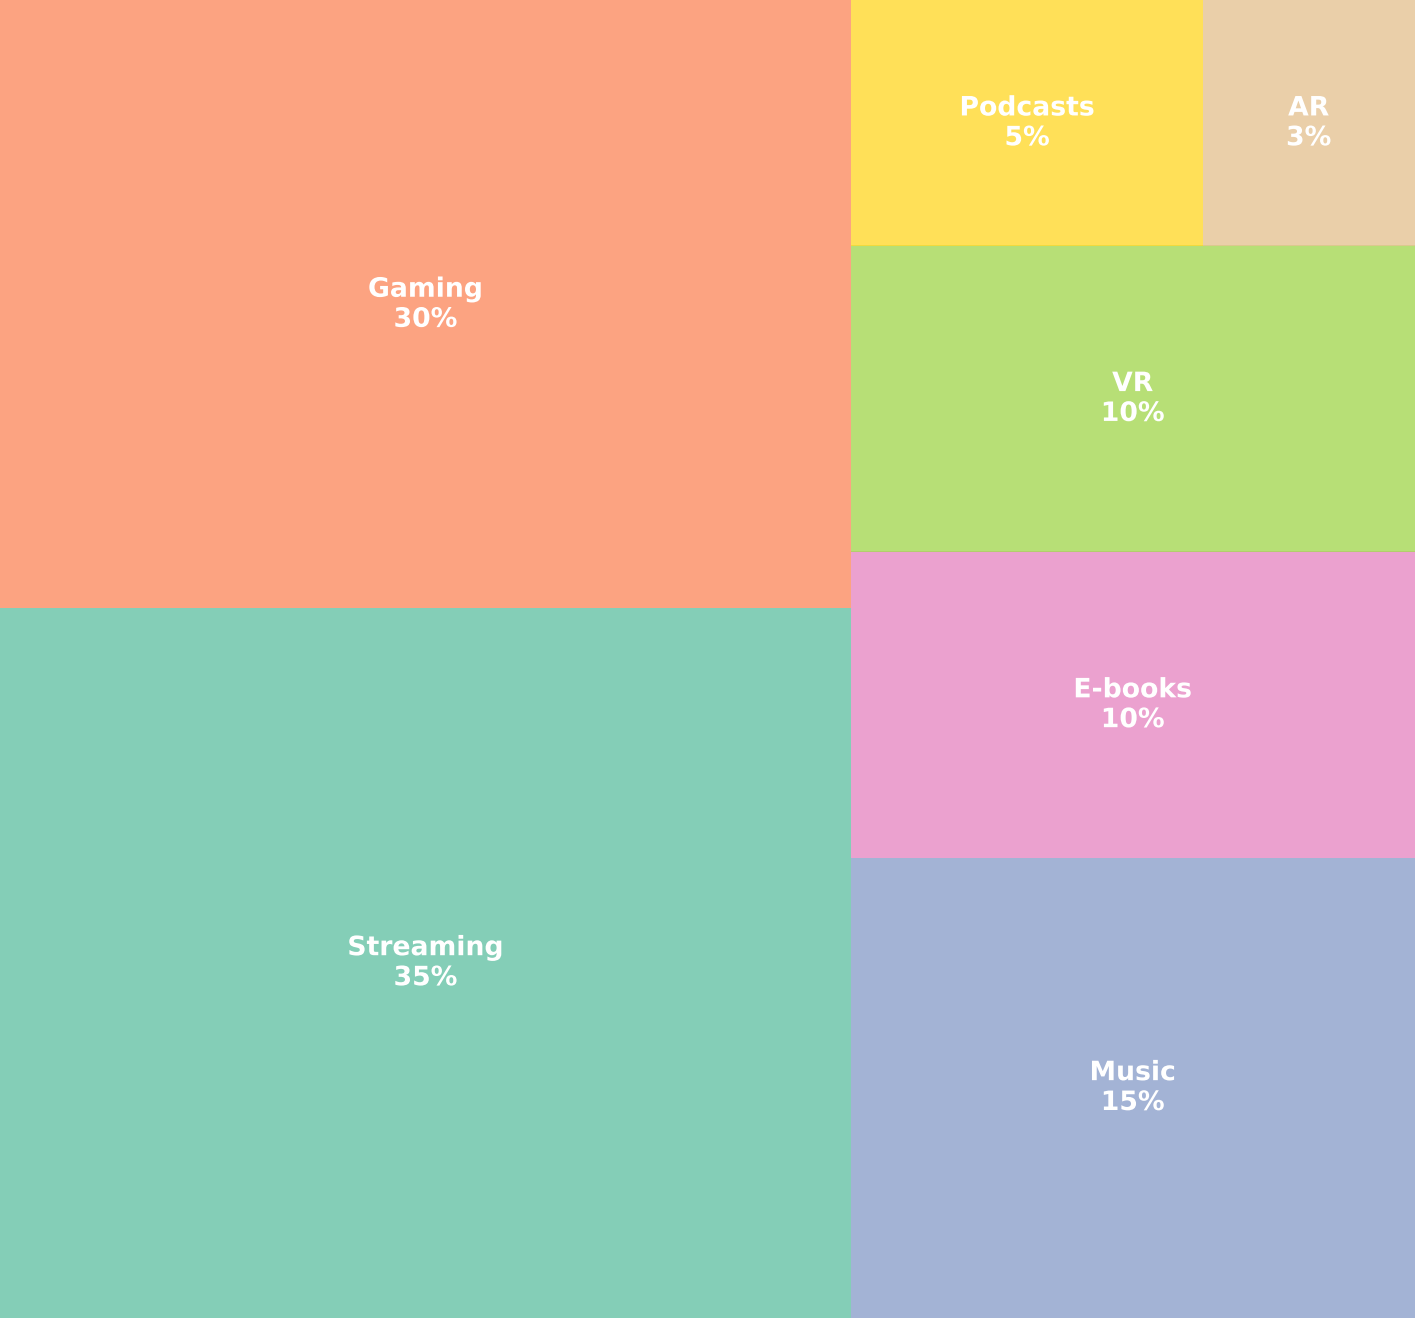 Gaming
30%
Podcasts
5%
AR
3%
VR
10%
E-books
10%
Streaming
35%
Music
15%